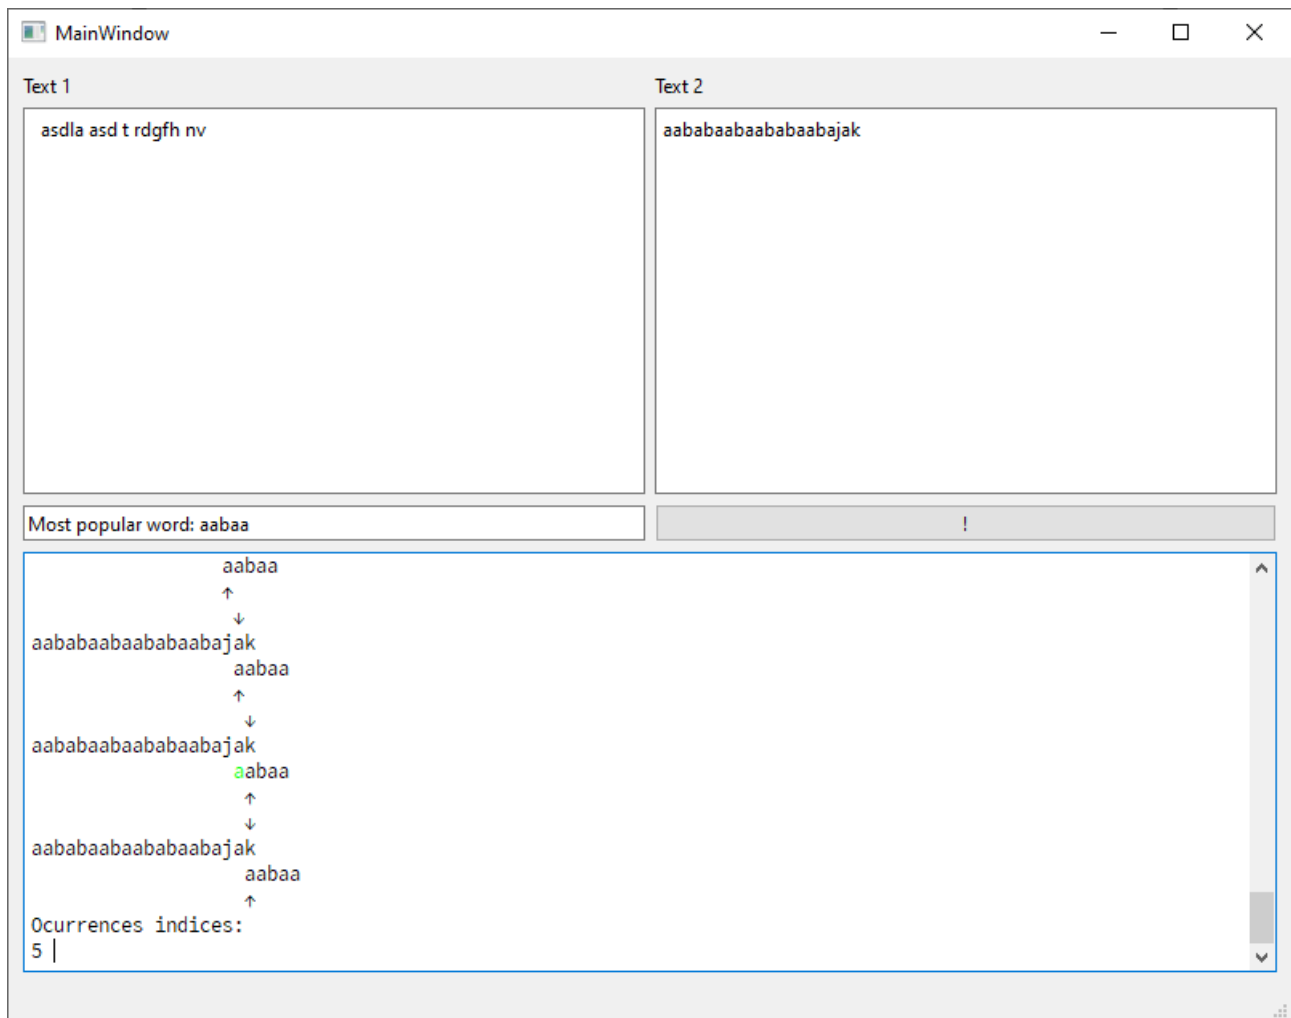 MainWindow
Text 1
Text 2
asdla asd t rdgfh nv
aababaabaababaabajak
Most popular word: aabaa
!
aabaa
↑
↓
aababaabaababaabajak
aabaa
↑
↓
aababaabaababaabajak
aabaa
↑
↓
aababaabaababaabajak
aabaa
↑
Ocurrences indices:
5